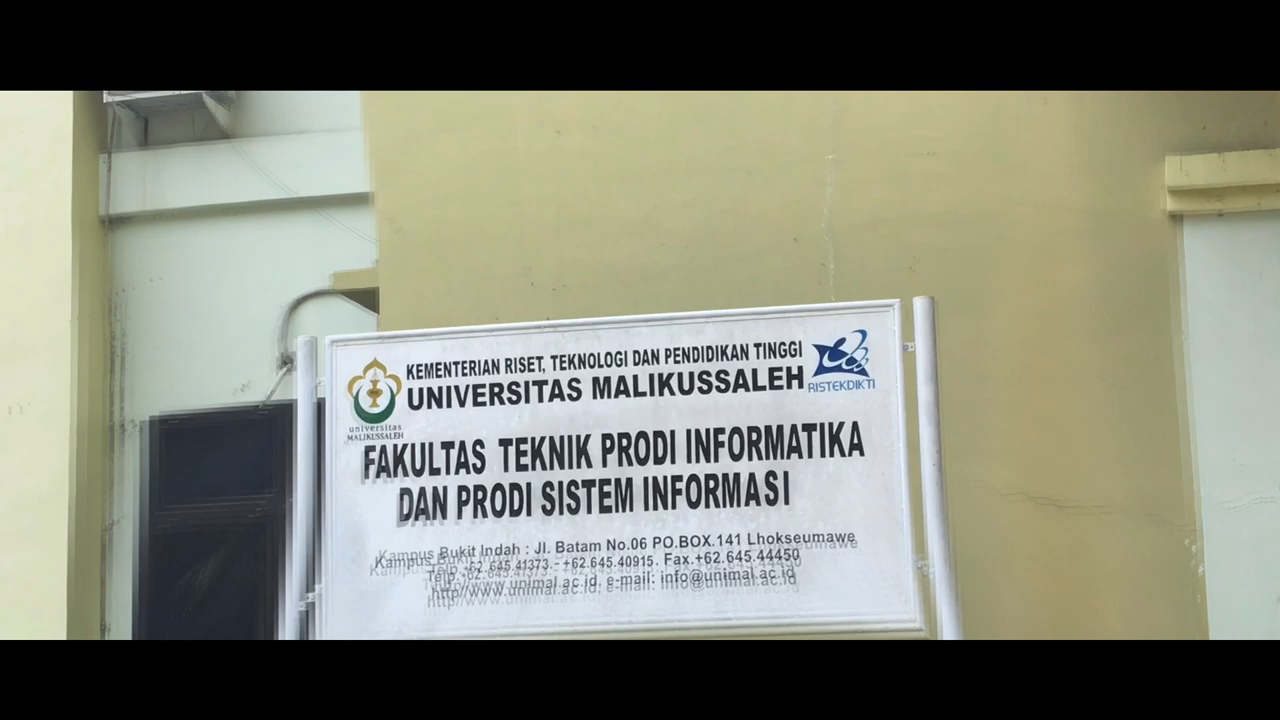 KEMENTERIAN RISET, TEKNOLOGI DAN PENDIDIKAN TINGGI
UNIVERSITAS MALIKUSSALEH
universitas
MALIKUSSALEH
RISTEKDIKTI
FAKULTAS TEKNIK PRODI INFORMATIKA
DAN PRODI SISTEM INFORMASI
Kampus Bukit Indah : Jl. Batam No.06 PO.BOX.141 Lhokseumawe
Telp. +62. 645.41373 - +62.645.40915. Fax.+62.645.44450
http//www.unimal.ac.id, e-mail: info@unimal.ac.id